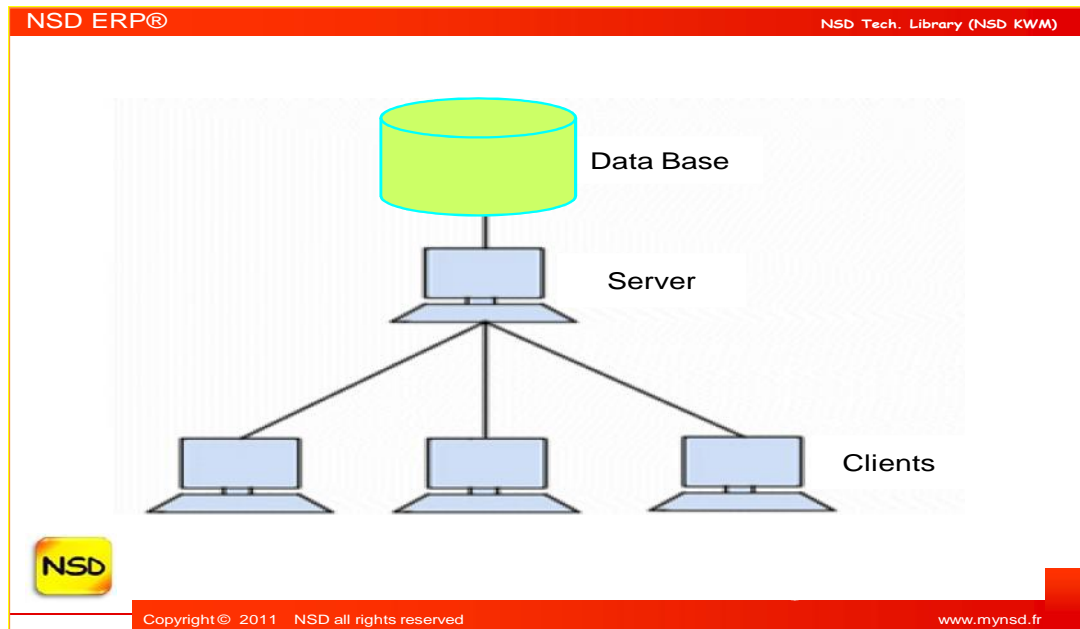 NSD ERP®
NSD Tech. Library (NSD KWM)
Data Base
Server
Clients
NSD
Copyright© 2011 NSD all rights reserved
www.mynsd.fr